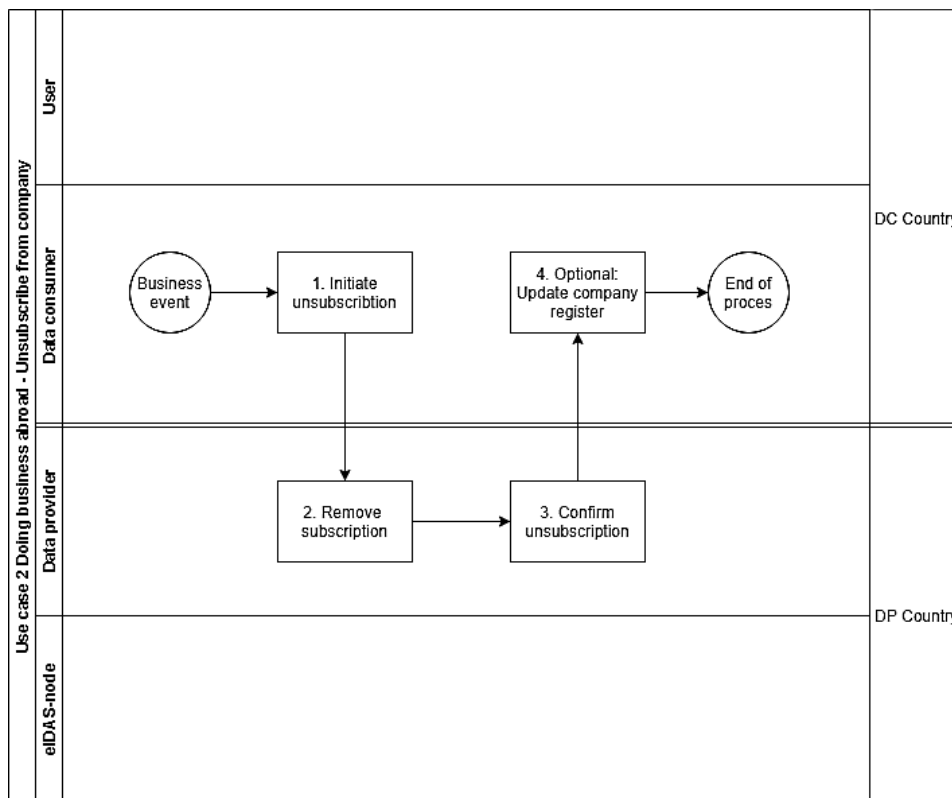 Use case 2 Doing business abroad - Unsubscribe from company
User
Data consumer
Data provider
eIDAS-node
Business
event
1. Initiate
unsubscribtion
4. Optional:
Update company
register
End of
proces
2. Remove
subscription
3. Confirm
unsubscription
DC Country
DP Country